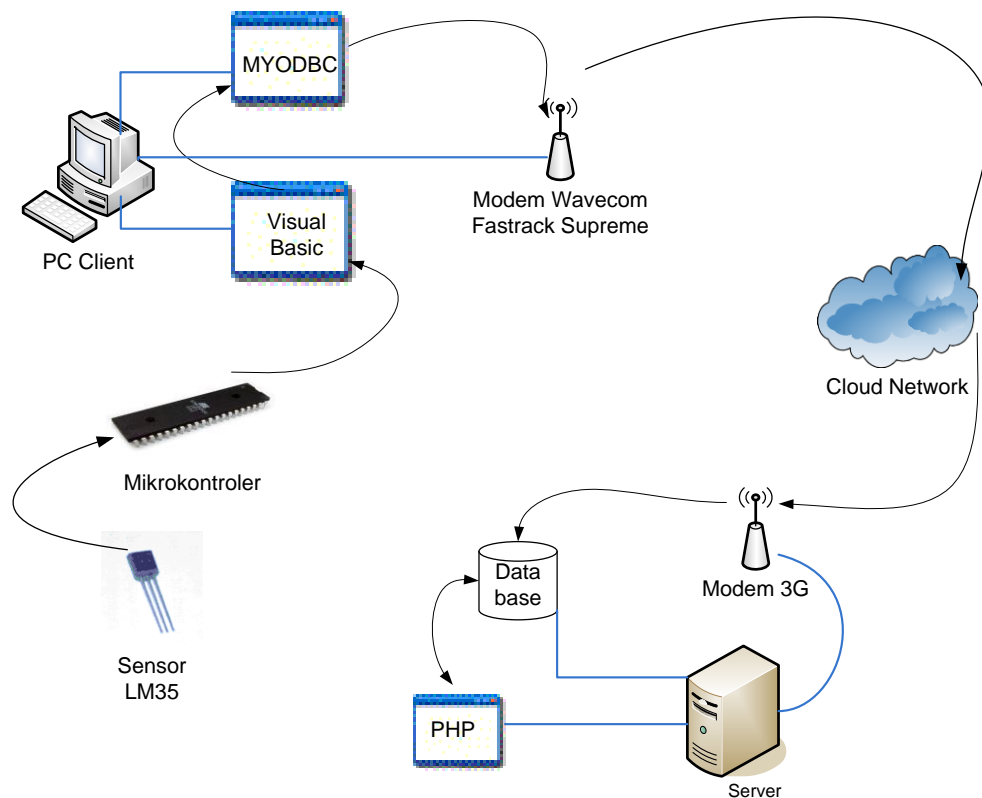 MYODBC
Modem Wavecom
Fastrack Supreme
Visual
Basic
PC Client
Cloud Network
Mikrokontroler
Data
base
Modem 3G
Sensor
LM35
PHP
Server